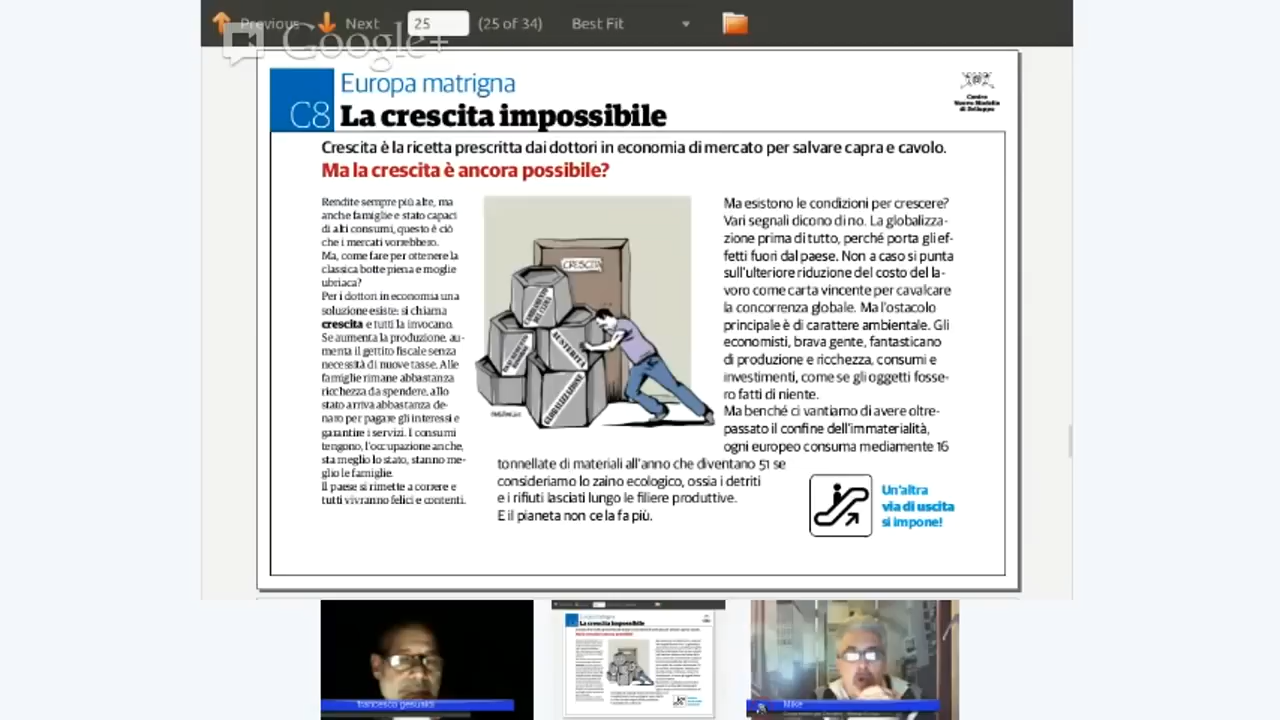 Previous
Next
25
(25 of 34)
Best Fit
Google+
Europa matrigna
C8
La crescita impossibile
Centro
Nuovo Modello
di Sviluppo
Crescita è la ricetta prescritta dai dottori in economia di mercato per salvare capra e cavolo.
Ma la crescita è ancora possibile?
Rendite sempre più alte, ma
anche famiglie e stato capaci
di alti consumi, questo è ciò
che i mercati vorrebbero.
Ma, come fare per ottenere la
classica botte piena e moglie
ubriaca?
Per i dottori in economia una
soluzione esiste: si chiama
crescita e tutti la invocano.
Se aumenta la produzione, au-
menta il gettito fiscale senza
necessità di nuove tasse. Alle
famiglie rimane abbastanza
ricchezza da spendere, allo
stato arriva abbastanza de-
naro per pagare gli interessi e
garantire i servizi. I consumi
tengono, l'occupazione anche,
sta meglio lo stato, stanno me-
glio le famiglie.
Il paese si rimette a correre e
tutti vivranno felici e contenti.
CRESCITA
AUSTERITÀ
GLOBALIZZAZIONE
Ma esistono le condizioni per crescere?
Vari segnali dicono di no. La globalizza-
zione prima di tutto, perché porta gli ef-
fetti fuori dal paese. Non a caso si punta
sull'ulteriore riduzione del costo del la-
voro come carta vincente per cavalcare
la concorrenza globale. Ma l'ostacolo
principale è di carattere ambientale. Gli
economisti, brava gente, fantasticano
di produzione e ricchezza, consumi e
investimenti, come se gli oggetti fosse-
ro fatti di niente.
Ma benché ci vantiamo di avere oltre-
passato il confine dell'immaterialità,
ogni europeo consuma mediamente 16
tonnellate di materiali all'anno che diventano 51 se
consideriamo lo zaino ecologico, ossia i detriti
e i rifiuti lasciati lungo le filiere produttive.
E il pianeta non ce la fa più.
Un'altra
via di uscita
si impone!
francesco gesualdi
La crescita impossibile
Mike